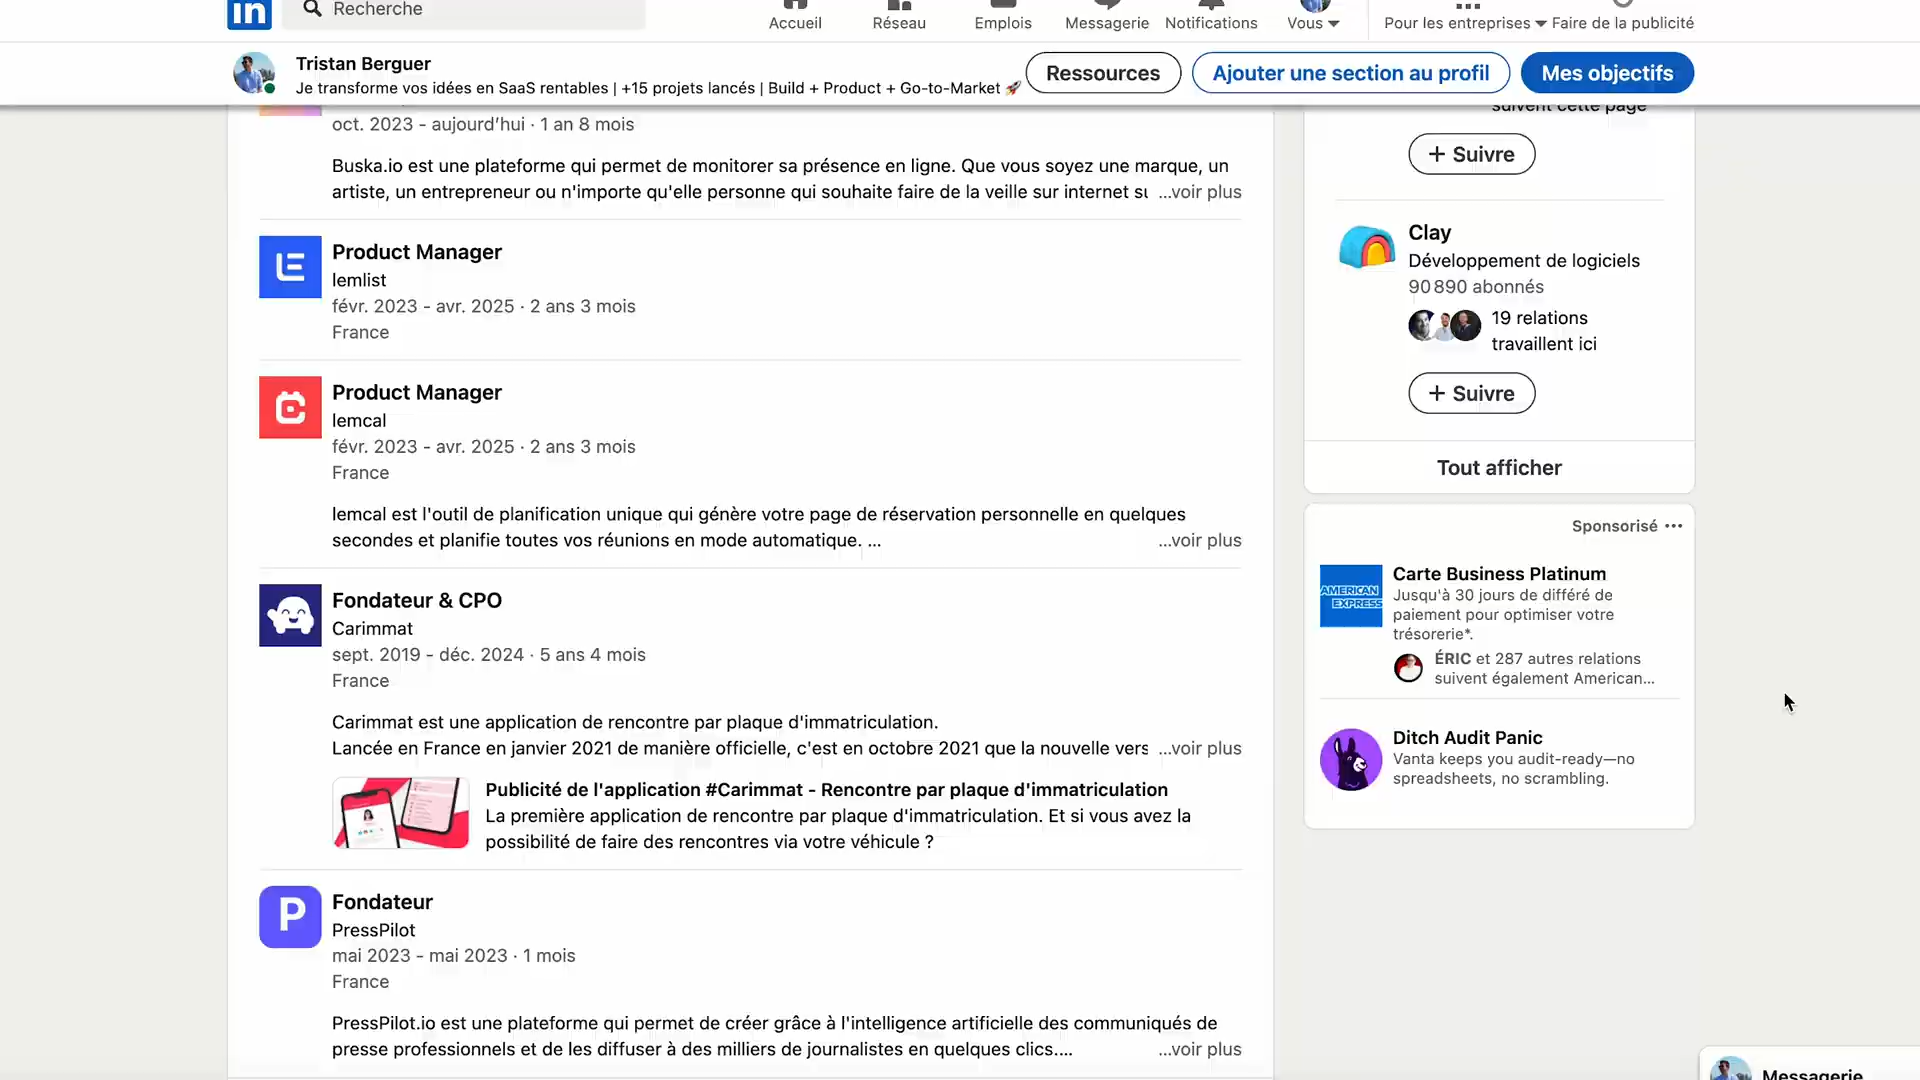 in
Recherche
Accueil
Réseau
Emplois
Messagerie
Notifications
Vous
Pour les entreprises
Faire de la publicité
Tristan Berguer
Je transforme vos idées en SaaS rentables | +15 projets lancés | Build + Product + Go-to-Market 🚀
Ressources
Ajouter une section au profil
Mes objectifs
oct. 2023 - aujourd’hui · 1 an 8 mois
Buska.io est une plateforme qui permet de monitorer sa présence en ligne. Que vous soyez une marque, un
artiste, un entrepreneur ou n'importe qu'elle personne qui souhaite faire de la veille sur internet su ...voir plus
Product Manager
lemlist
févr. 2023 - avr. 2025 · 2 ans 3 mois
France
Product Manager
lemcal
févr. 2023 - avr. 2025 · 2 ans 3 mois
France
lemcal est l'outil de planification unique qui génère votre page de réservation personnelle en quelques
secondes et planifie toutes vos réunions en mode automatique. ... ...voir plus
Fondateur & CPO
Carimmat
sept. 2019 - déc. 2024 · 5 ans 4 mois
France
Carimmat est une application de rencontre par plaque d'immatriculation.
Lancée en France en janvier 2021 de manière officielle, c'est en octobre 2021 que la nouvelle vers ...voir plus
Publicité de l'application #Carimmat - Rencontre par plaque d'immatriculation
La première application de rencontre par plaque d'immatriculation. Et si vous avez la
possibilité de faire des rencontres via votre véhicule ?
P
Fondateur
PressPilot
mai 2023 - mai 2023 · 1 mois
France
PressPilot.io est une plateforme qui permet de créer grâce à l'intelligence artificielle des communiqués de
presse professionnels et de les diffuser à des milliers de journalistes en quelques clics.... ...voir plus
suivent cette page
+ Suivre
Clay
Développement de logiciels
90 890 abonnés
19 relations
travaillent ici
+ Suivre
Tout afficher
Sponsorisé
AMERICAN
EXPRESS
Carte Business Platinum
Jusqu'à 30 jours de différé de
paiement pour optimiser votre
trésorerie*.
ÉRIC et 287 autres relations
suivent également American...
Ditch Audit Panic
Vanta keeps you audit-ready—no
spreadsheets, no scrambling.
Messagerie